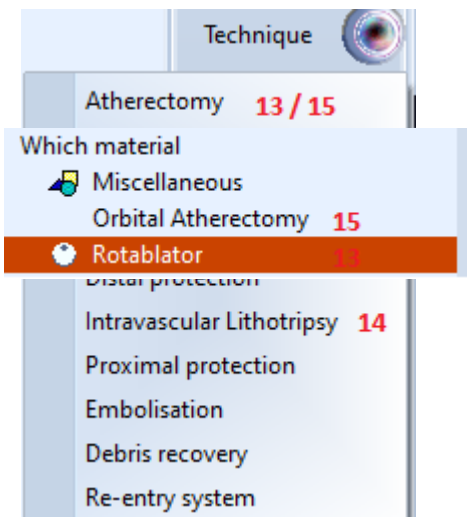 Technique
Atherectomy 13 / 15
Which material
Miscellaneous
Orbital Atherectomy 15
Rotablator 13
Distal protection
Intravascular Lithotripsy 14
Proximal protection
Embolisation
Debris recovery
Re-entry system